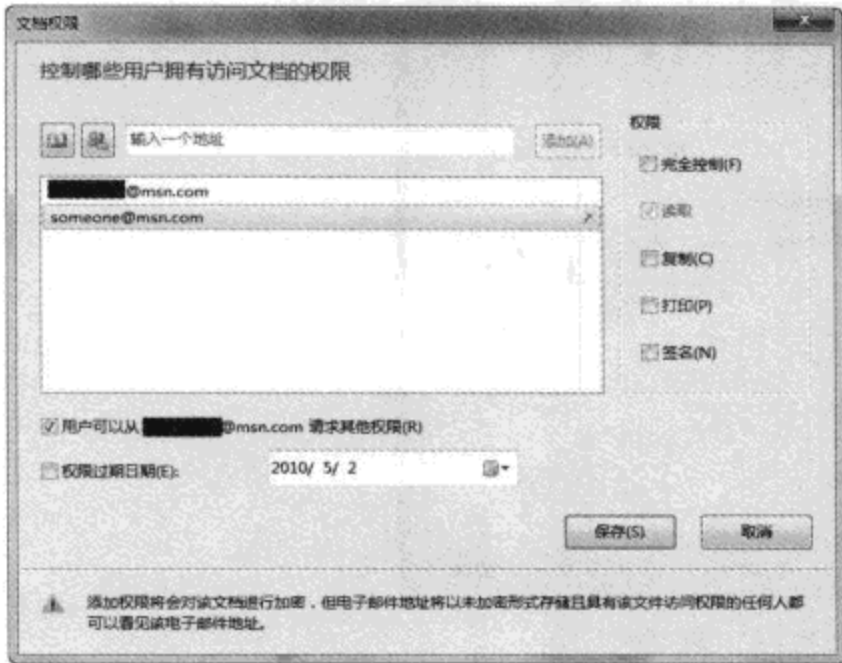 文档权限
控制哪些用户拥有访问文档的权限
输入一个地址
添加(A)
@msn.com
someone@msn.com
权限
完全控制(F)
读取
复制(C)
打印(P)
签名(N)
用户可以从 @msn.com 请求其他权限(R)
权限过期日期(E):
2010/ 5/ 2
保存(S)
取消
添加权限将会对该文档进行加密，但电子邮件地址将以未加密形式存储且具有该文件访问权限的任何人都
可以看见该电子邮件地址。